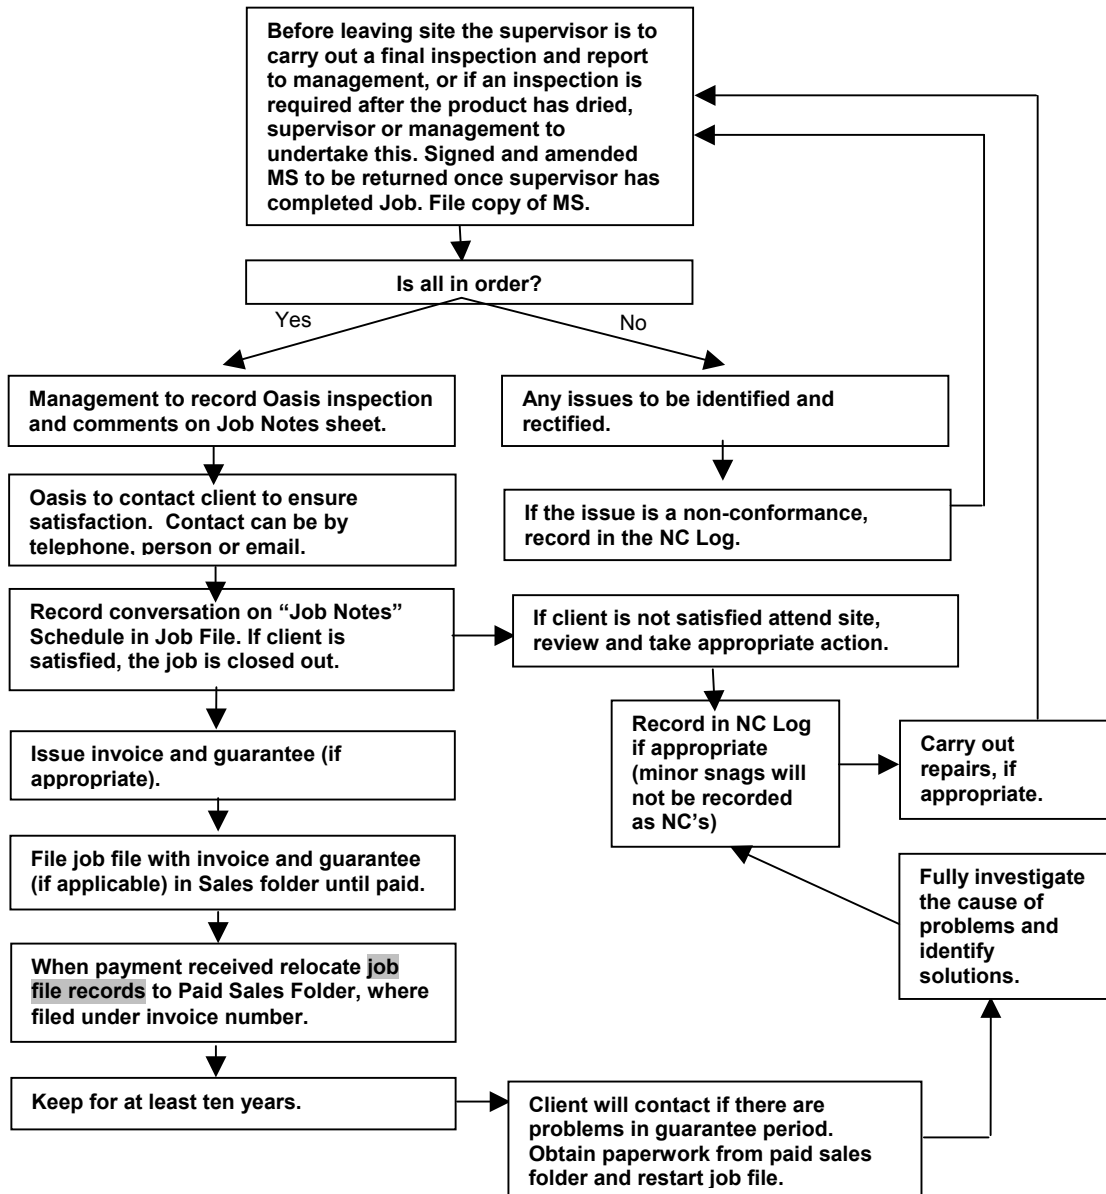 Before leaving site the supervisor is to
carry out a final inspection and report
to management, or if an inspection is
required after the product has dried,
supervisor or management to
undertake this. Signed and amended
MS to be returned once supervisor has
completed Job. File copy of MS.
Is all in order?
Yes
No
Management to record Oasis inspection
and comments on Job Notes sheet.
Any issues to be identified and
rectified.
Oasis to contact client to ensure
satisfaction.  Contact can be by
telephone, person or email.
If the issue is a non-conformance,
record in the NC Log.
Record conversation on “Job Notes”
Schedule in Job File. If client is
satisfied, the job is closed out.
If client is not satisfied attend site,
review and take appropriate action.
Record in NC Log
if appropriate
(minor snags will
not be recorded
as NC’s)
Carry out
repairs, if
appropriate.
Issue invoice and guarantee (if
appropriate).
File job file with invoice and guarantee
(if applicable) in Sales folder until paid.
Fully investigate
the cause of
problems and
identify
solutions.
When payment received relocate job
file records to Paid Sales Folder, where
filed under invoice number.
Keep for at least ten years.
Client will contact if there are
problems in guarantee period.
Obtain paperwork from paid sales
folder and restart job file.